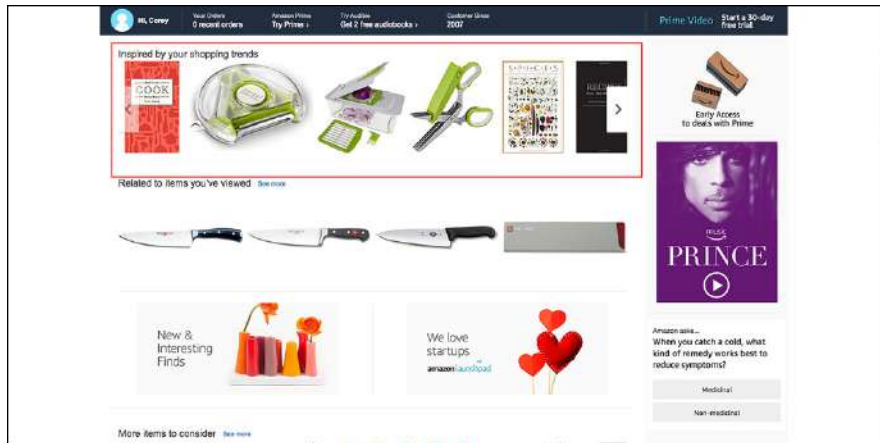 Hi, Corey
Your Orders
0 recent orders
Amazon Prime
Try Prime ›
Try Audible
Get 2 free audiobooks ›
Customer Since
2007
Prime Video
Start a 30-day
free trial
Inspired by your shopping trends
COOK
SPICES
Related to items you've viewed See more
New &
Interesting
Finds
We love
startups
amazon launchpad
Early Access
to deals with Prime
music
PRINCE
Amazon asks...
When you catch a cold, what
kind of remedy works best to
reduce symptoms?
Medicinal
Non-medicinal
More items to consider See more